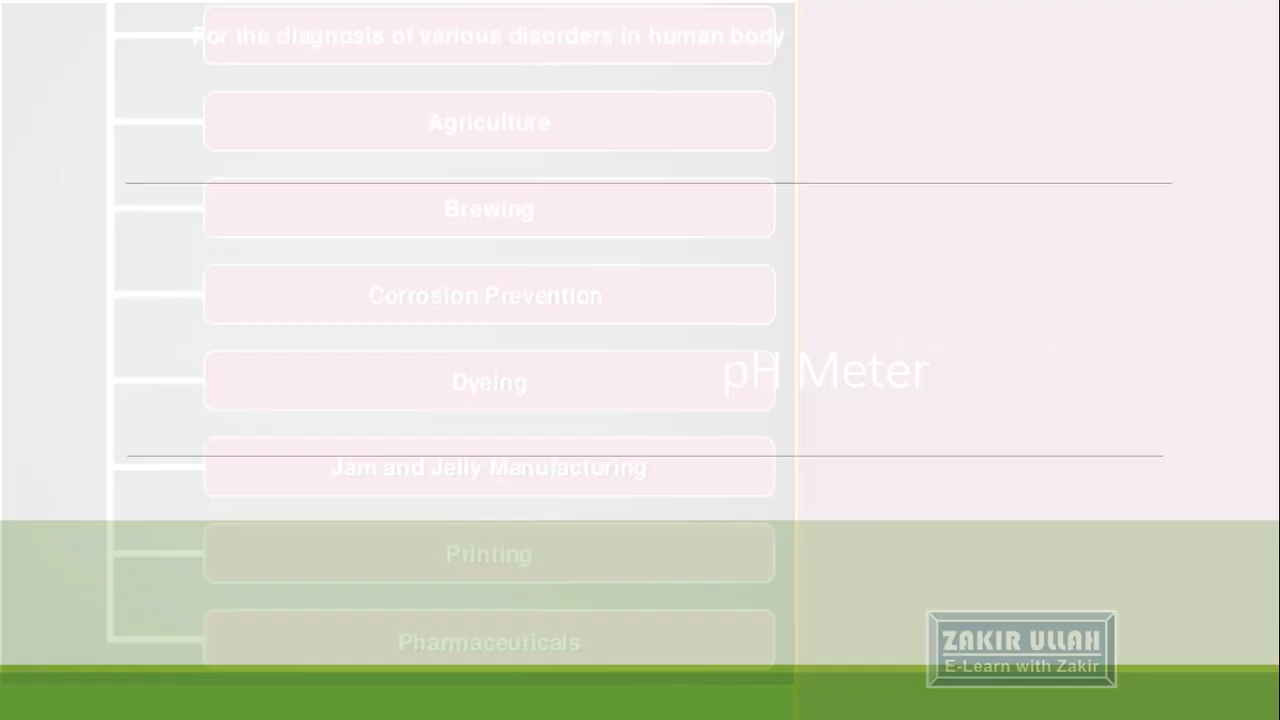 For the diagnosis of various disorders in human body
Agriculture
Brewing
Corrosion Prevention
Dyeing
pH Meter
Jam and Jelly Manufacturing
Printing
Pharmaceuticals
ZAKIR ULLAH
E-Learn with Zakir